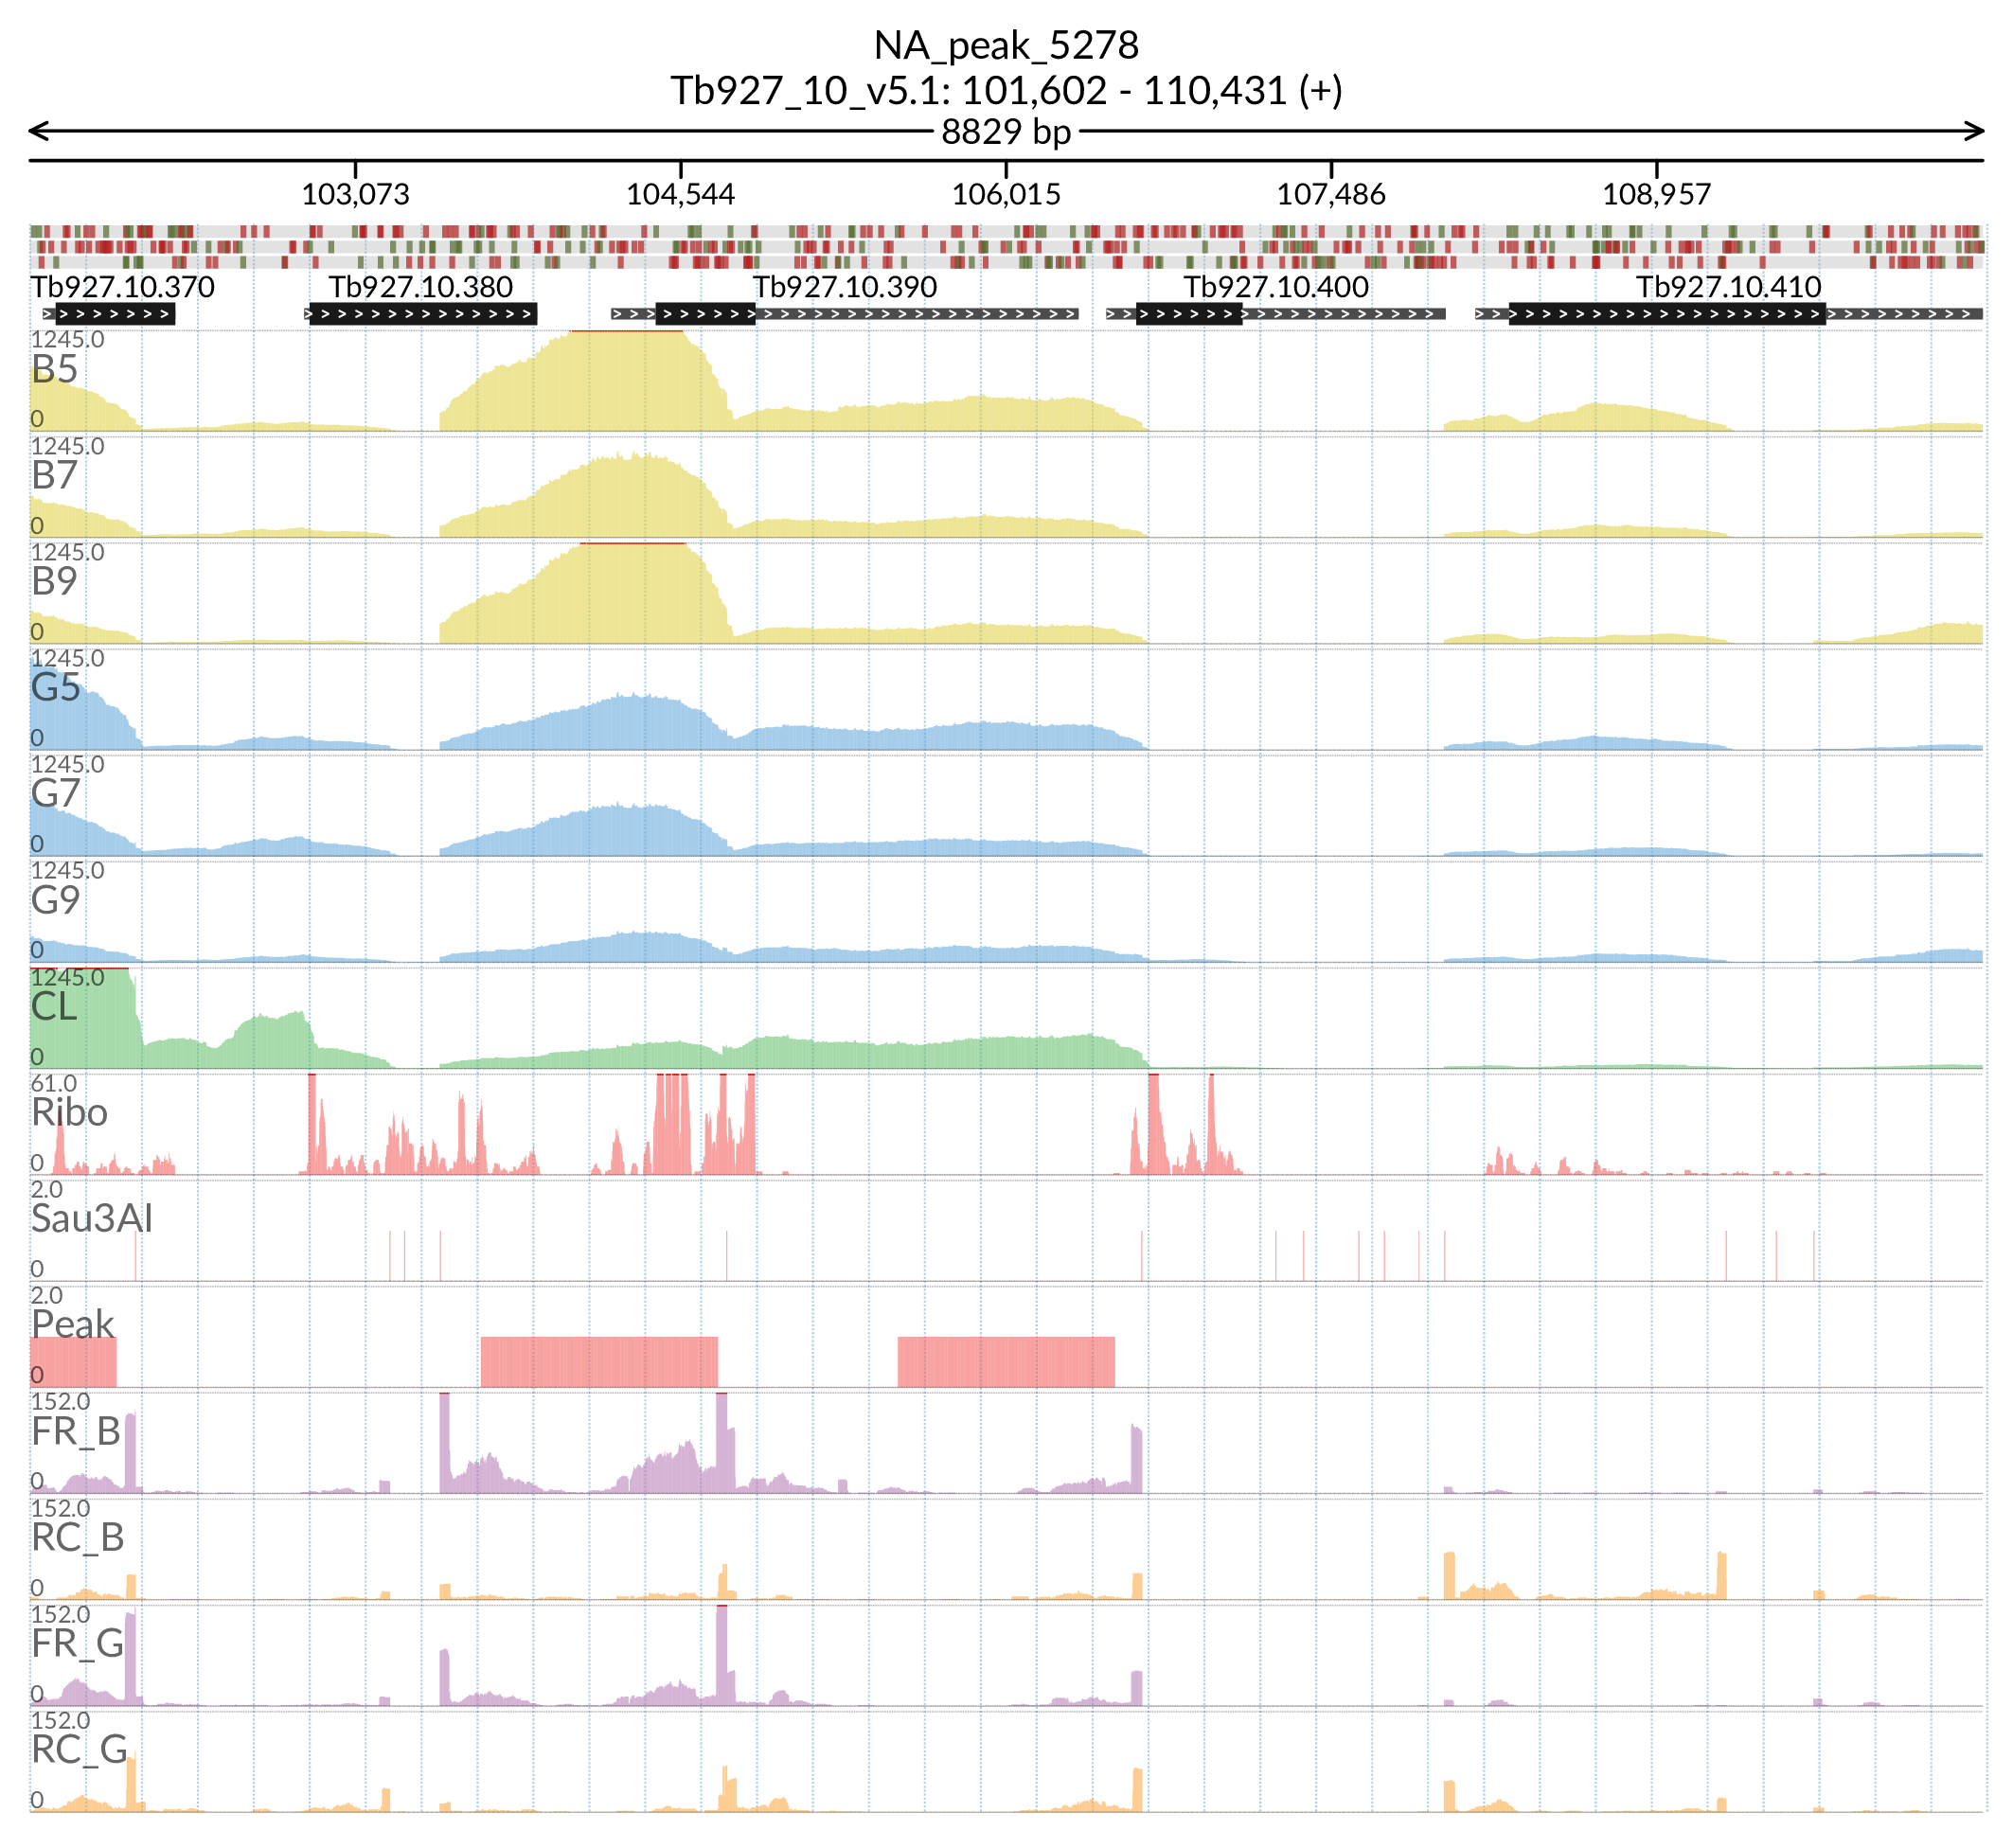 NA_peak_5278
Tb927_10_v5.1: 101,602 - 110,431 (+)
8829 bp
103,073 104,544 106,015 107,486 108,957
Tb927.10.370 Tb927.10.380 Tb927.10.390 Tb927.10.400 Tb927.10.410
1245.0
B5
0
1245.0
B7
0
1245.0
B9
0
1245.0
G5
0
1245.0
G7
0
1245.0
G9
0
1245.0
CL
0
61.0
Ribo
0
2.0
Sau3AI
0
2.0
Peak
0
152.0
FR_B
0
152.0
RC_B
0
152.0
FR_G
0
152.0
RC_G
0